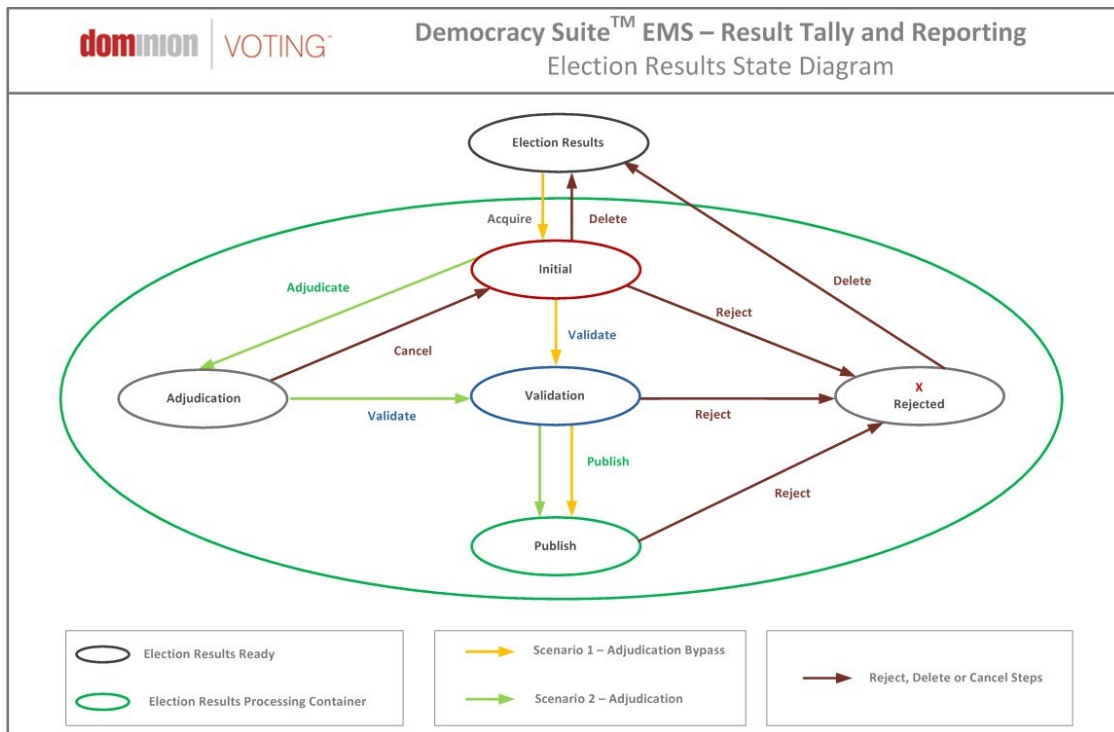 dominion VOTING™
Democracy Suite™ EMS – Result Tally and Reporting
Election Results State Diagram
Election Results
Acquire
Delete
Initial
Adjudicate
Delete
Reject
Validate
Cancel
Adjudication
Validate
Validation
Reject
X
Rejected
Publish
Reject
Publish
Election Results Ready
Election Results Processing Container
Scenario 1 – Adjudication Bypass
Scenario 2 – Adjudication
Reject, Delete or Cancel Steps